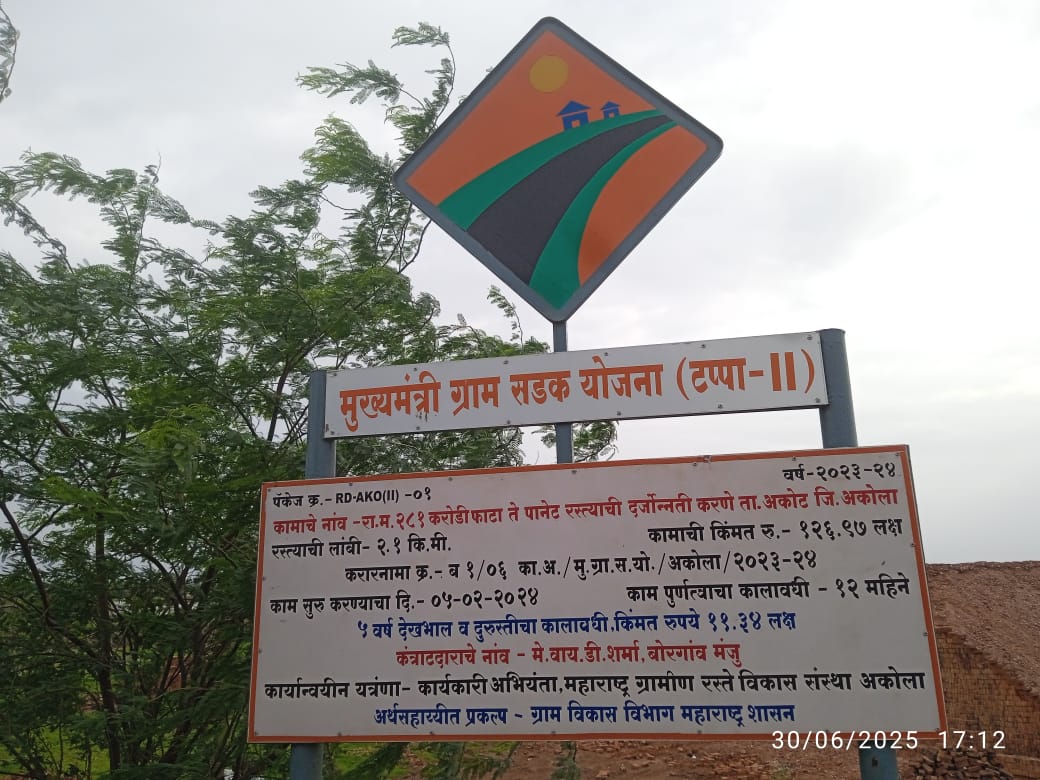 मुख्यमंत्री ग्राम सडक योजना (टप्पा-II)
वर्ष-२०२३-२४
पॅकेज क्र.- RD-AKO(II) -०१
कामाचे नांव -रा.म.२८१ करोडी फाटा ते पानेट रस्त्याची दर्जोन्नती करणे ता.अकोट जि.अकोला
रस्त्याची लांबी- २.१ कि.मी. कामाची किंमत रु.- १२६.९७ लक्ष
करारनामा क्र.- ब १/०६ का.अ./मु.ग्रा.स.यो./अकोला/२०२३-२४
काम सुरु करण्याचा दि.- ०५-०२-२०२४ काम पुर्णत्वाचा कालावधी - १२ महिने
५ वर्ष देखभाल व दुरुस्तीचा कालावधी,किंमत रुपये ११.३४ लक्ष
कंत्राटदाराचे नांव - मे.वाय.डी.शर्मा,बोरगांव मंजु
कार्यान्वयीन यत्रंणा- कार्यकारी अभियंता,महाराष्ट्र ग्रामीण रस्ते विकास संस्था अकोला
अर्थसहाय्यीत प्रकल्प - ग्राम विकास विभाग महाराष्ट्र शासन
30/06/2025 17:12